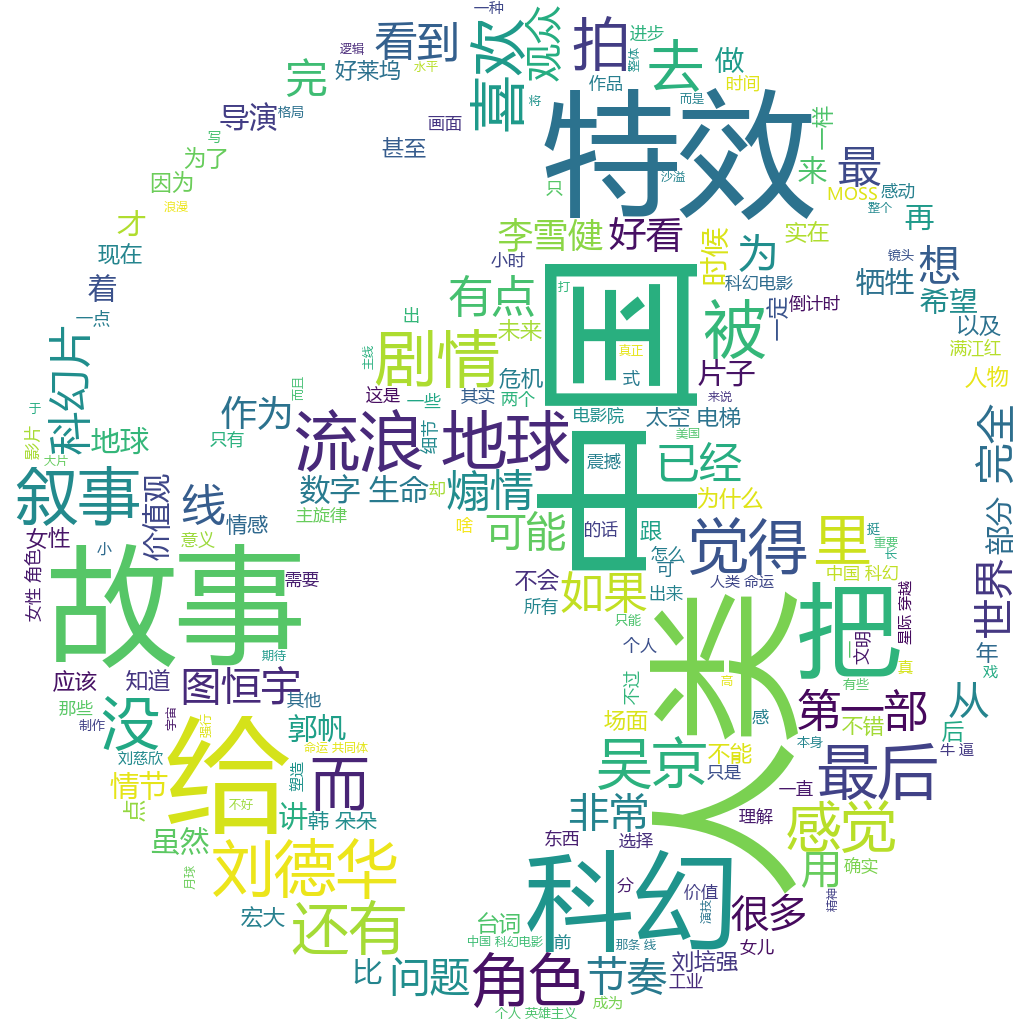 一种
看到
喜欢
观众
拍
进步
逻辑
水平
整体
去
做
完
好莱坞
作品
时间
导演
格局
将
而是
特效
画面
一样
写
为了
甚至
沙溢
来
最
因为
只
MOSS
感动
浪漫
整个
才
李雪健
好看
时候
实在
再
现在
小时
为
镜头
想
科幻电影
牺牲
着
有点
打
国
一定
倒计时
希望
一点
出
未来
被
以及
科幻片
主线
剧情
真正
满江红
危机
式
片子
人物
而且
这是
一些
其实
两个
来说
于
作为
流浪
地球
电影院
太空
电梯
完全
影片
地球
只有
细节
美国
大片
中
震撼
已经
叙事
价值观
线
数字
生命
却
煽情
为什么
情感
主旋律
啥
可能
的话
跟
觉得
里
挺
部分
女性
意义
重要
小
怎么
长
故事
需要
不会
如果
可
人类
命运
中国
科幻
世界
女性
角色
所有
出来
把
星际
穿越
只能
期待
个人
文明
一
年
应该
知道
图恒宇
不过
人类
高
有些
真
戏
那些
没
宇宙
其他
场面
感
第一部
从
制作
影片
郭帆
不错
后
刘慈欣
给
命运
共同体
吴京
不能
本身
牛
逼
塑造
而
只是
最后
情节
一直
点
不好
讲
韩
朵朵
非常
理解
感觉
虽然
东西
选择
刘德华
科幻
用
确实
月球
分
价值
精神
宏大
还有
台词
演技
很多
中国
科幻电影
前
那条
线
女儿
比
问题
角色
节奏
刘培强
工业
成为
个人
英雄主义